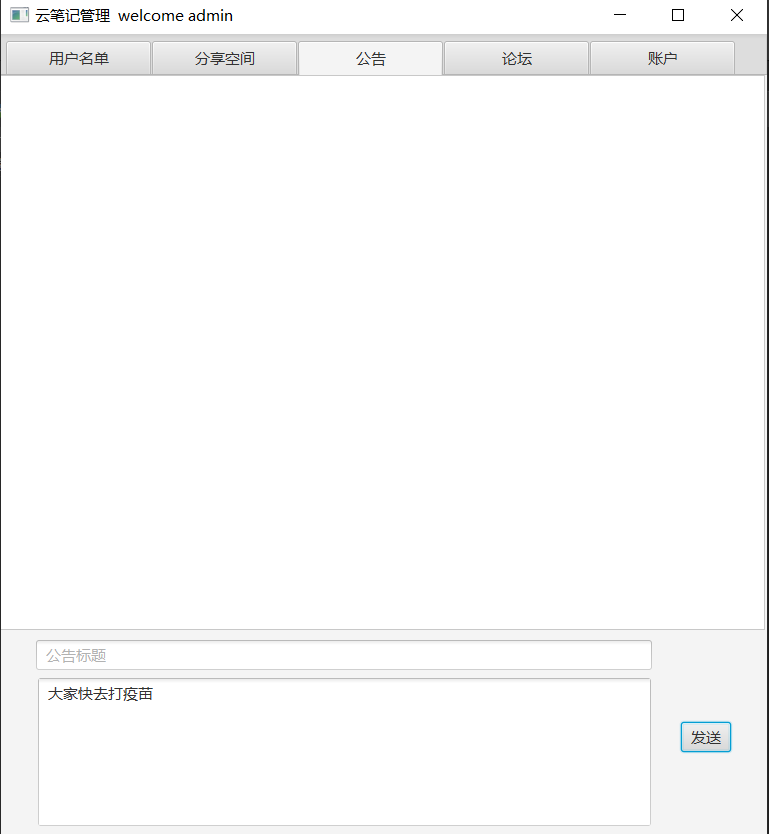 云笔记管理 welcome admin
用户名单 分享空间 公告 论坛 账户
公告标题
大家快去打疫苗
发送